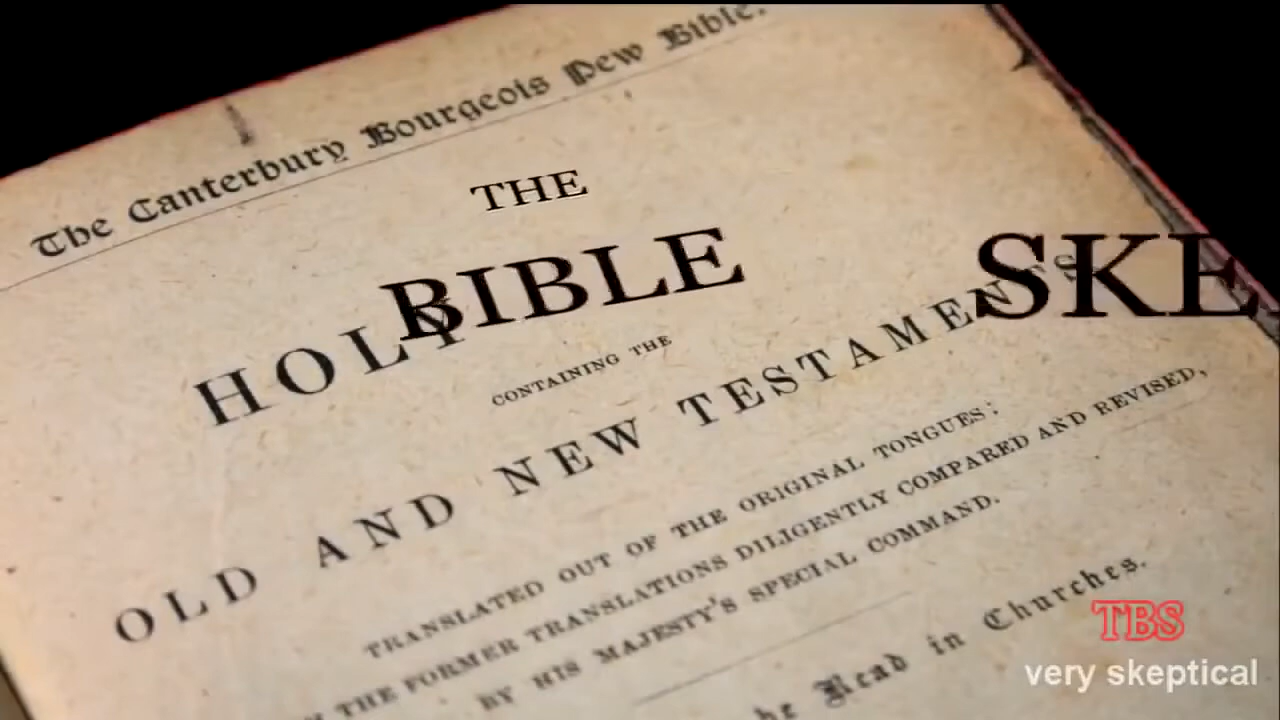 The Canterbury Bourgeois Pew Bible.
THE
BIBLE SKE
HOLY
CONTAINING THE
OLD AND NEW TESTAMENTS
TRANSLATED OUT OF THE ORIGINAL TONGUES:
THE FORMER TRANSLATIONS DILIGENTLY COMPARED AND REVISED,
BY HIS MAJESTY'S SPECIAL COMMAND.
Read in Churches.
TBS
very skeptical